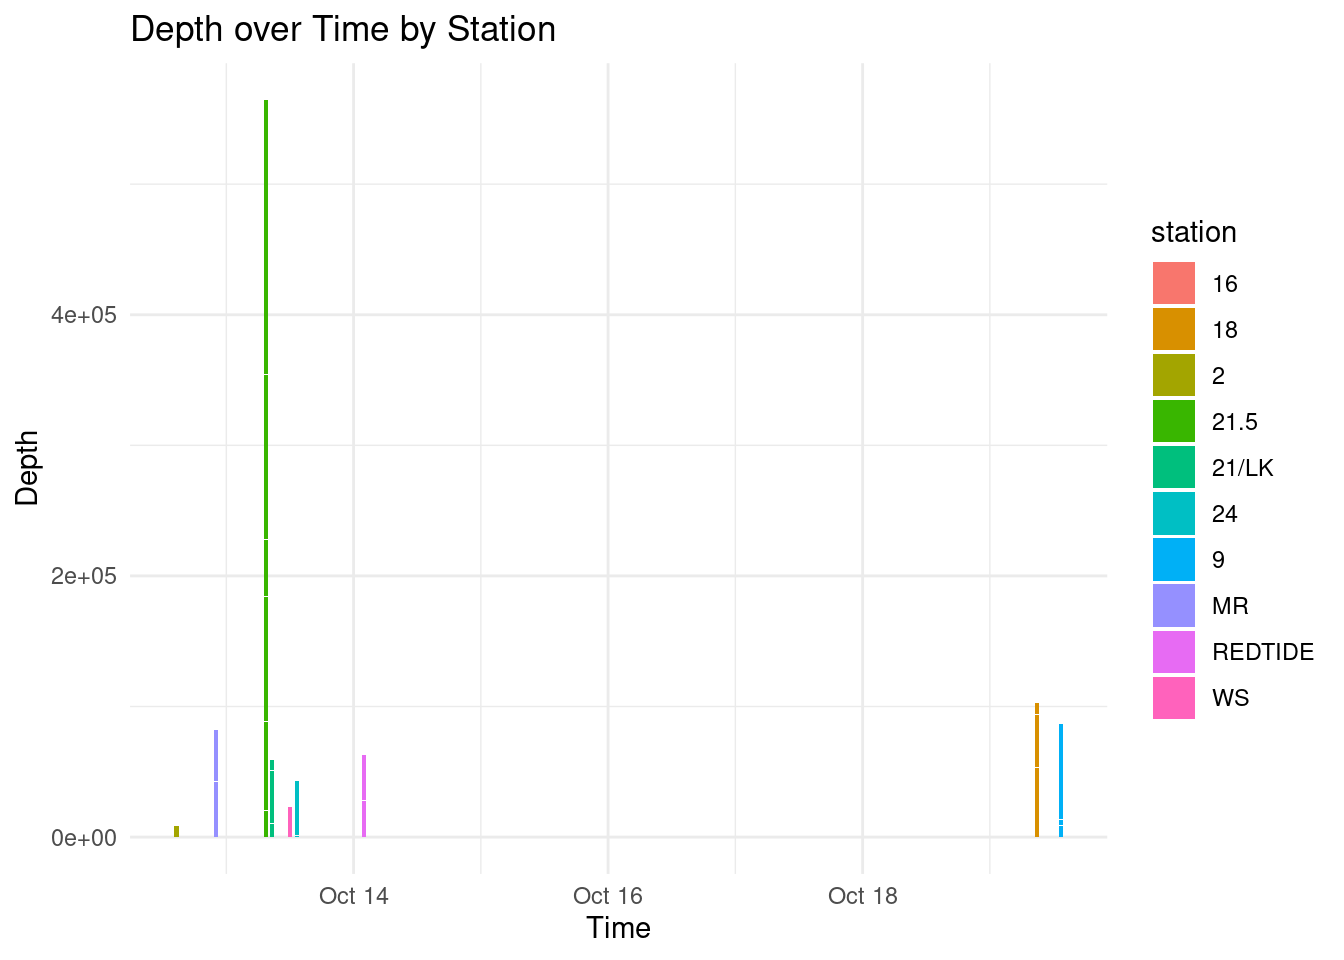 Depth over Time by Station
Depth
4e+05
2e+05
0e+00
Oct 14
Oct 16
Oct 18
Time
station
16
18
2
21.5
21/LK
24
9
MR
REDTIDE
WS